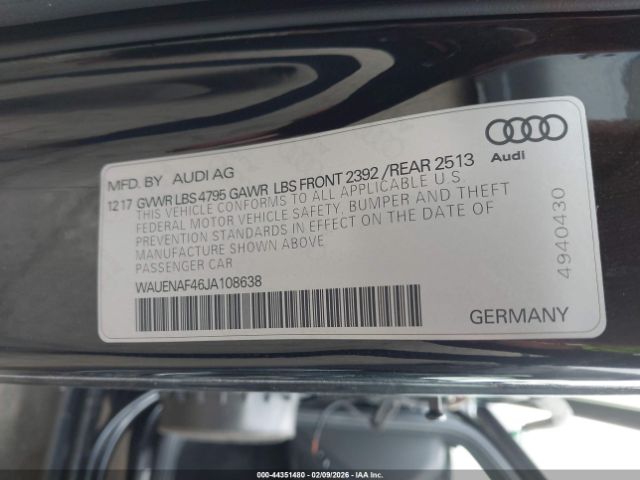 Audi
MFD. BY AUDI AG
12 17 GVWR LBS 4795 GAWR LBS FRONT 2392 / REAR 2513
THIS VEHICLE CONFORMS TO ALL APPLICABLE U S
FEDERAL MOTOR VEHICLE SAFETY, BUMPER AND THEFT
PREVENTION STANDARDS IN EFFECT ON THE DATE OF
MANUFACTURE SHOWN ABOVE
PASSENGER CAR
WAUENAF46JA108638
GERMANY
4940430
000-44351480 - 02/09/2026 - IAA Inc.